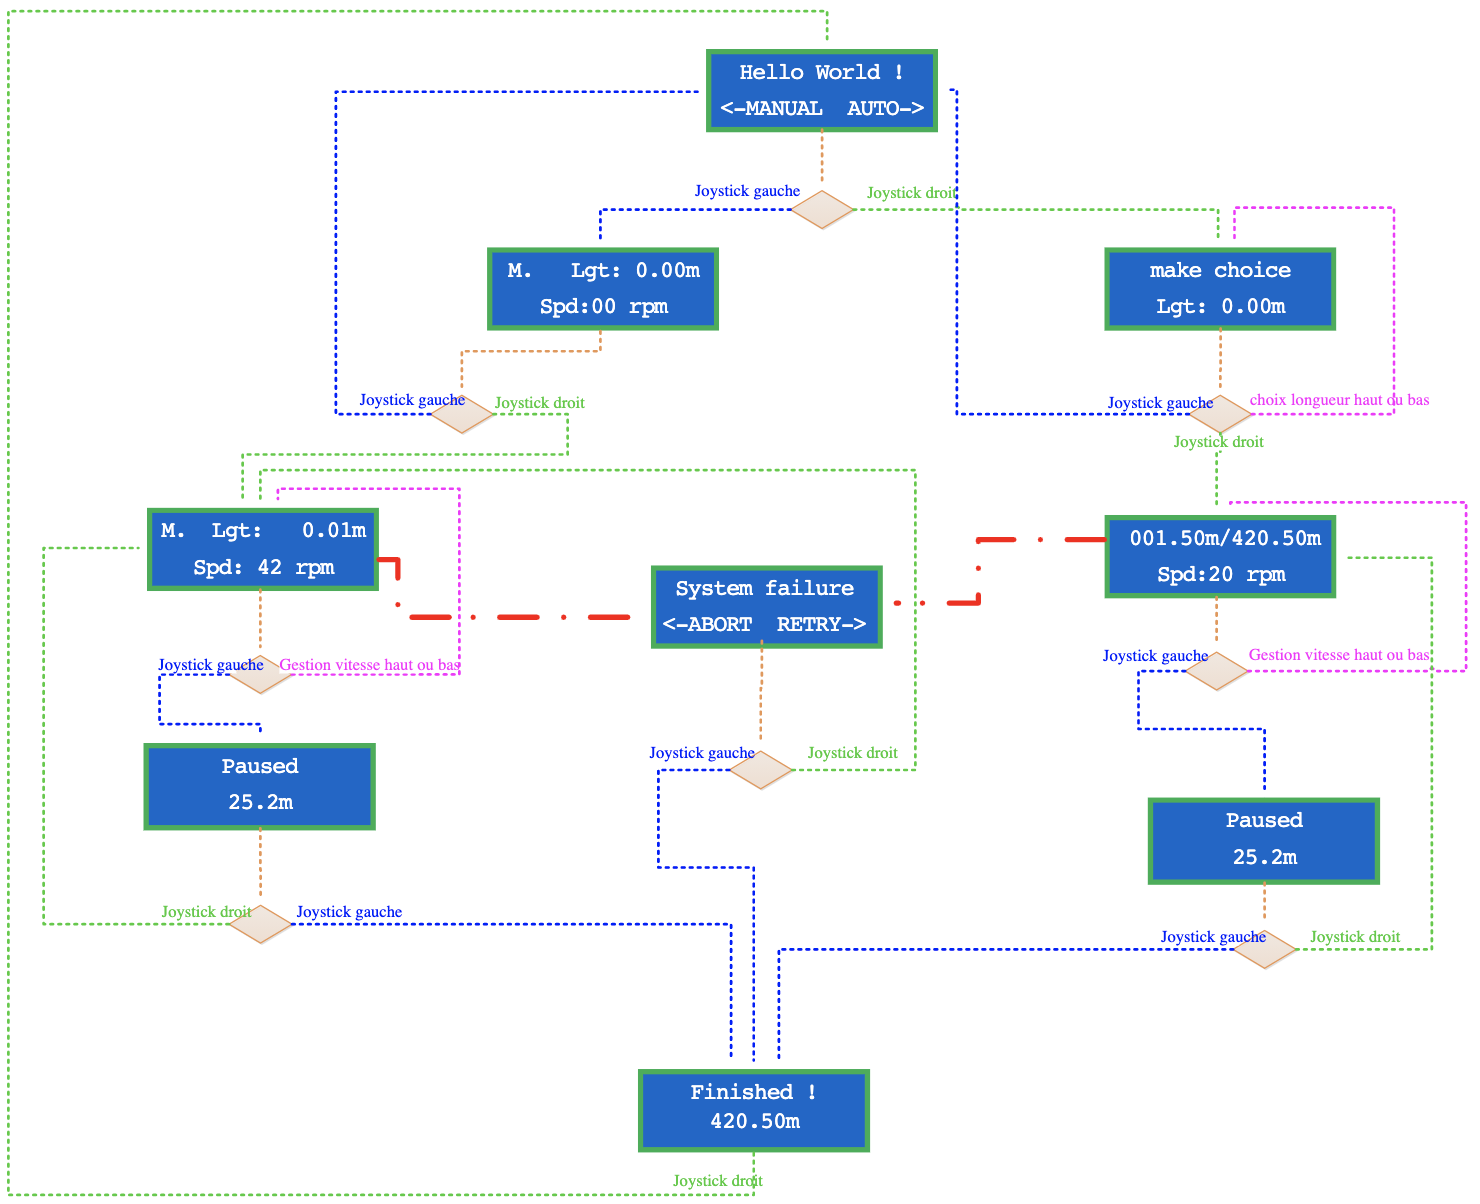 Hello World !
<-MANUAL  AUTO->
Joystick gauche
Joystick droit
M.   Lgt: 0.00m
Spd:00 rpm
make choice
Lgt: 0.00m
Joystick gauche
Joystick droit
Joystick gauche
choix longueur haut ou bas
Joystick droit
M.  Lgt:   0.01m
Spd: 42 rpm
System failure
<-ABORT  RETRY->
001.50m/420.50m
Spd:20 rpm
Joystick gauche
Gestion vitesse haut ou bas
Joystick gauche
Gestion vitesse haut ou bas
Joystick gauche
Joystick droit
Paused
25.2m
Paused
25.2m
Joystick droit
Joystick gauche
Joystick gauche
Joystick droit
Finished !
420.50m
Joystick droit